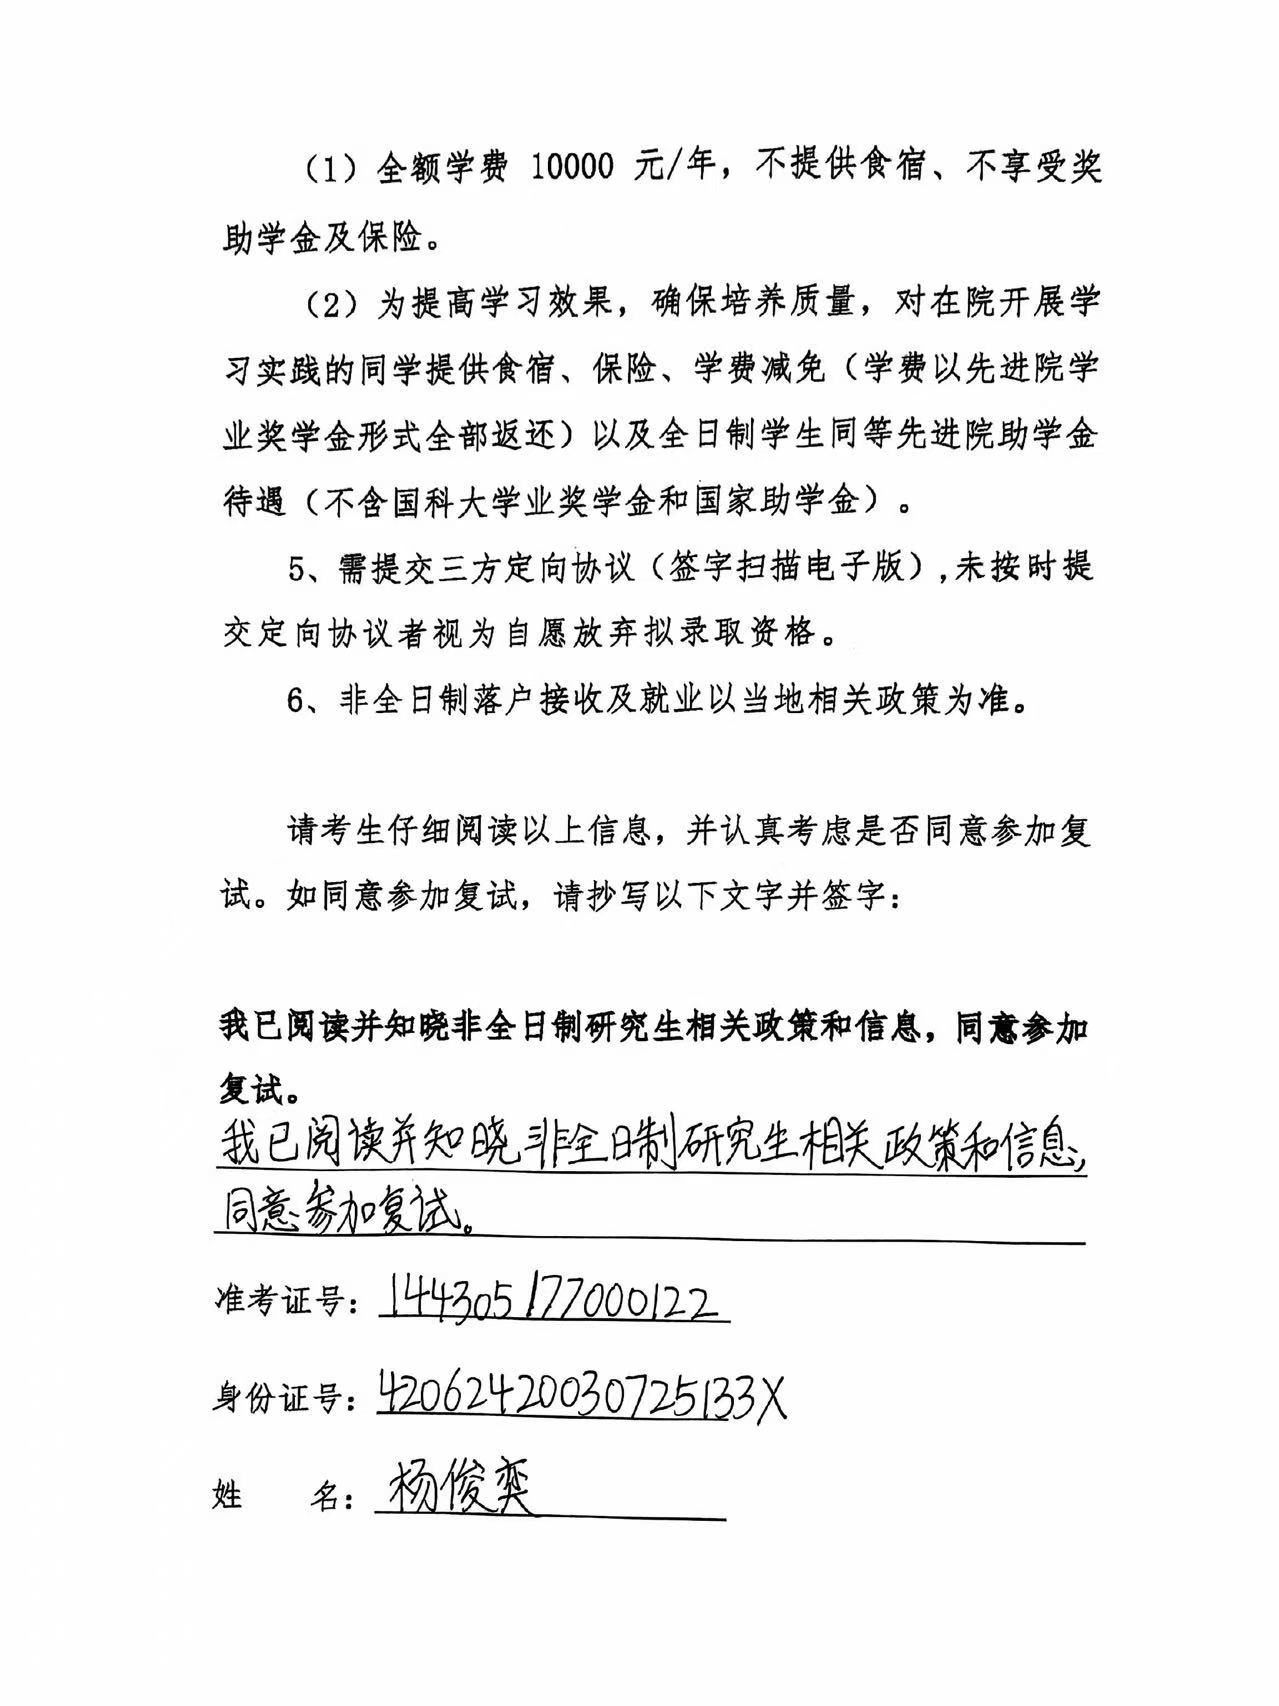 （1）全额学费 10000 元/年，不提供食宿、不享受奖
助学金及保险。
（2）为提高学习效果，确保培养质量，对在院开展学
习实践的同学提供食宿、保险、学费减免（学费以先进院学
业奖学金形式全部返还）以及全日制学生同等先进院助学金
待遇（不含国科大学业奖学金和国家助学金）。
5、需提交三方定向协议（签字扫描电子版）,未按时提
交定向协议者视为自愿放弃拟录取资格。
6、非全日制落户接收及就业以当地相关政策为准。
请考生仔细阅读以上信息，并认真考虑是否同意参加复
试。如同意参加复试，请抄写以下文字并签字：
我已阅读并知晓非全日制研究生相关政策和信息，同意参加
复试。
我已阅读并知晓非全日制研究生相关政策和信息，
同意参加复试。
准考证号：144305177000122
身份证号：42062420030725133X
姓 名：杨俊奕